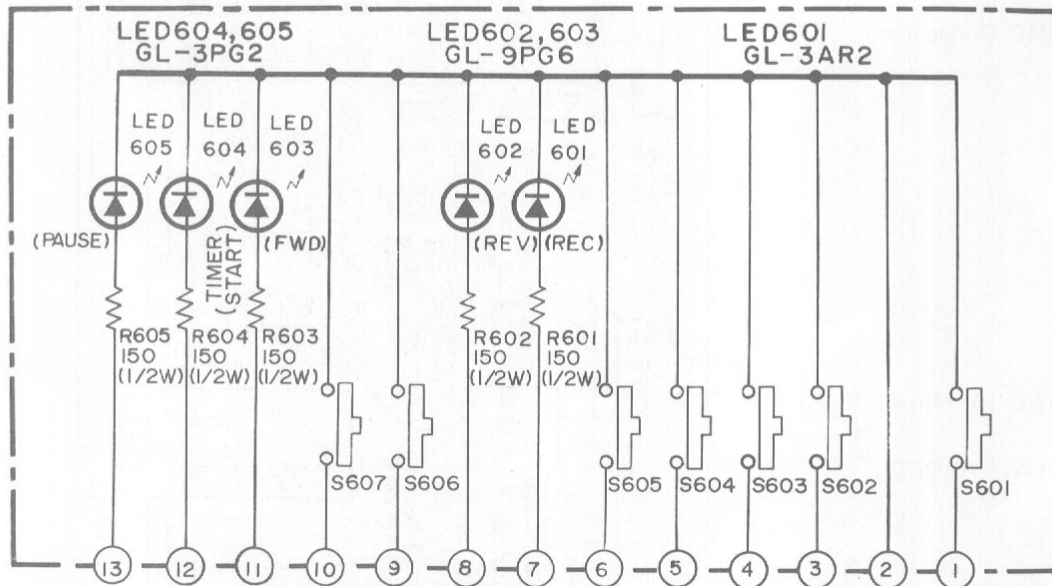 LED604,605
GL-3PG2
LED602,603
GL-9PG6
LED601
GL-3AR2
LED
605
LED
604
LED
603
LED
602
LED
601
(PAUSE)
(TIMER
START)
(FWD)
(REV)
(REC)
R605
150
(1/2W)
R604
150
(1/2W)
R603
150
(1/2W)
R602
150
(1/2W)
R601
150
(1/2W)
S607
S606
S605
S604
S603
S602
S601
13
12
11
10
9
8
7
6
5
4
3
2
1